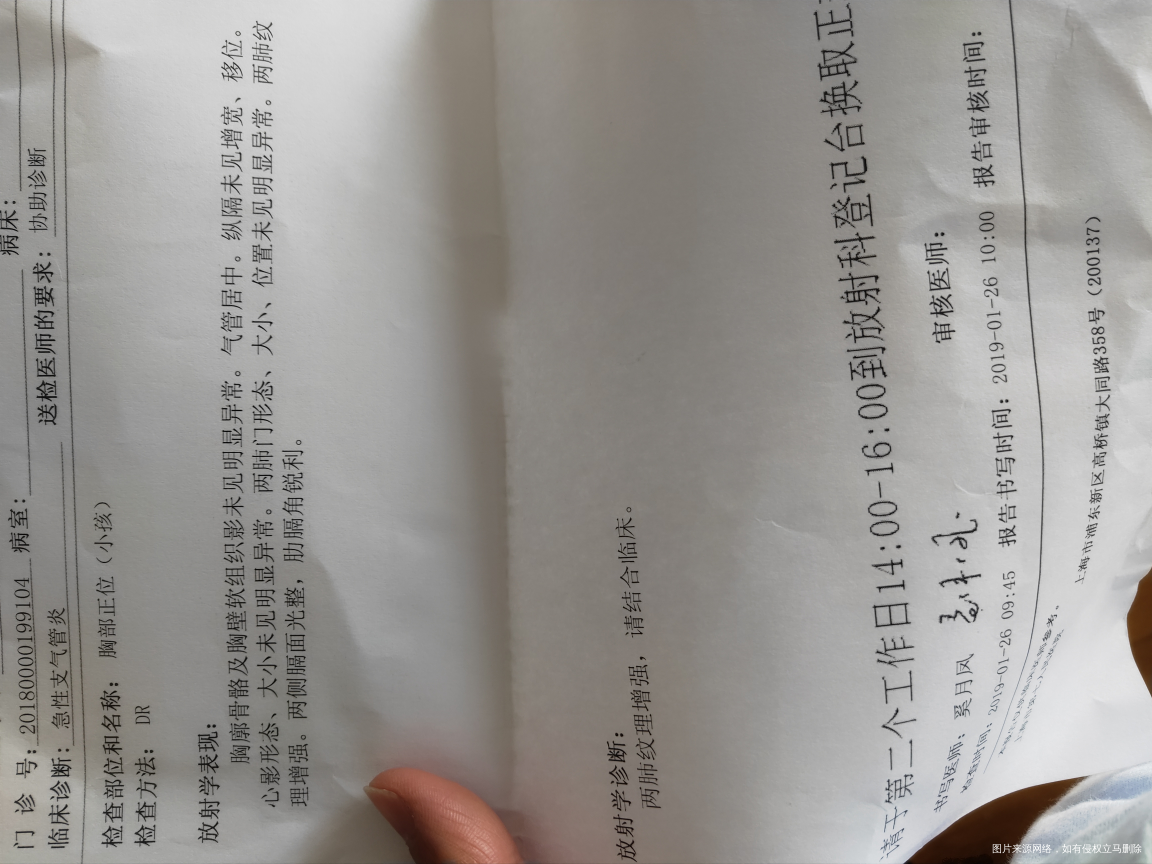 病床:
门 诊 号: 2018000199104 病室:
临床诊断: 急性支气管炎 送检医师的要求: 协助诊断
检查部位和名称: 胸部正位（小孩）
检查方法: DR
放射学表现:
胸廓骨骼及胸壁软组织影未见明显异常。气管居中。纵隔未见增宽、移位。
心影形态、大小未见明显异常。两肺门形态、大小、位置未见明显异常。两肺纹
理增强。两侧膈面光整，肋膈角锐利。
放射学诊断:
两肺纹理增强， 请结合临床。
请于第二个工作日14:00-16:00到放射科登记台换取正
书写医师: 奚月凤 审核医师:
检查时间: 2019-01-26 09:45 报告书写时间: 2019-01-26 10:00 报告审核时间:
上海市浦东新区高桥镇大同路358号（200137）
图片来源网络，如有侵权立马删除